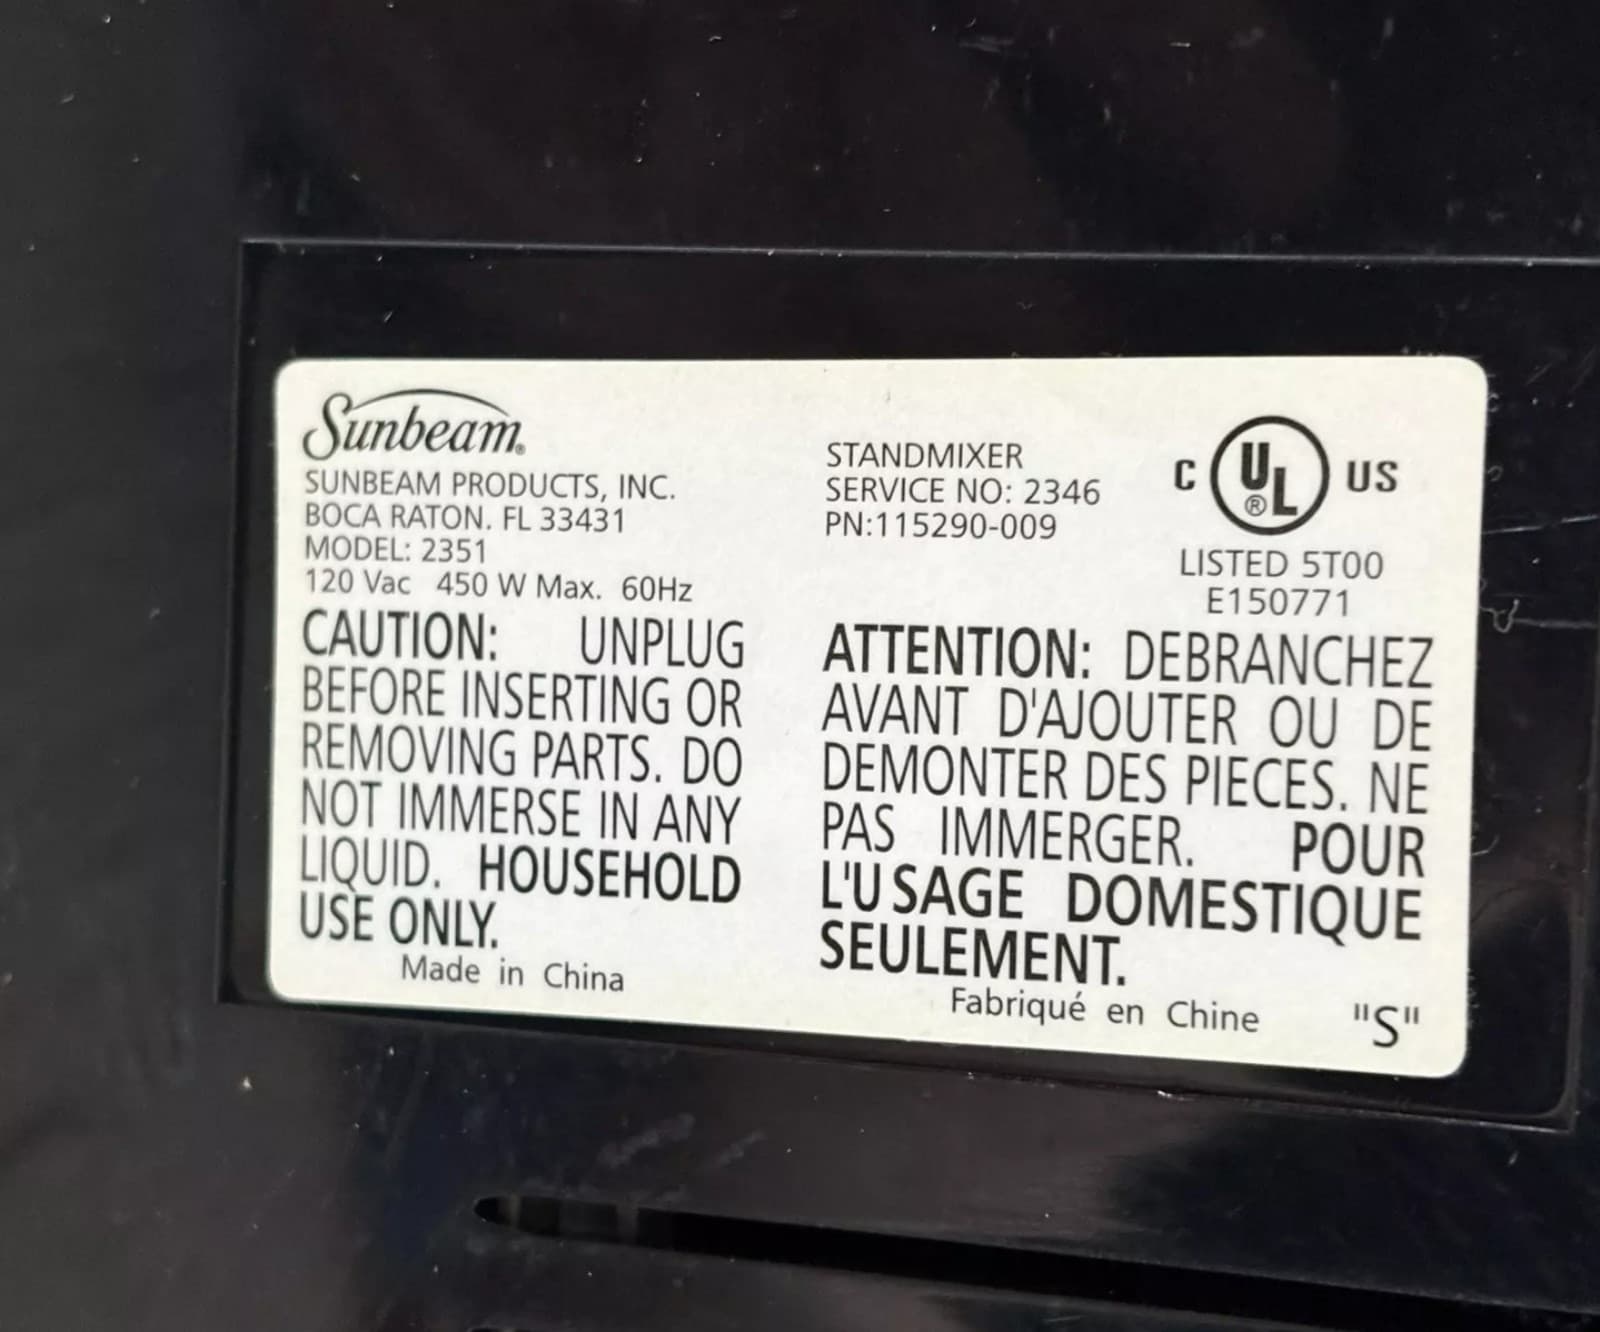 Sunbeam®
SUNBEAM PRODUCTS, INC.
BOCA RATON. FL 33431
MODEL: 2351
120 Vac 450 W Max. 60Hz
CAUTION: UNPLUG
BEFORE INSERTING OR
REMOVING PARTS. DO
NOT IMMERSE IN ANY
LIQUID. HOUSEHOLD
USE ONLY.
Made in China
STANDMIXER
SERVICE NO: 2346
PN:115290-009
C UL® US
LISTED 5T00
E150771
ATTENTION: DEBRANCHEZ
AVANT D'AJOUTER OU DE
DEMONTER DES PIECES. NE
PAS IMMERGER. POUR
L'USAGE DOMESTIQUE
SEULEMENT.
Fabriqué en Chine "S"